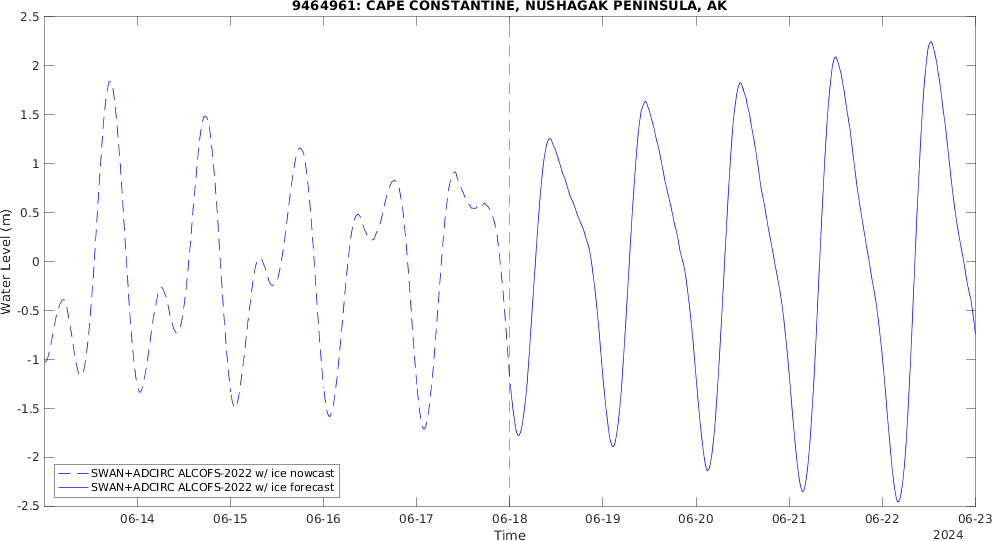 9464961: CAPE CONSTANTINE, NUSHAGAK PENINSULA, AK
Water Level (m)
2.5
2
1.5
1
0.5
0
-0.5
-1
-1.5
-2
-2.5
SWAN+ADCIRC ALCOFS-2022 w/ ice nowcast
SWAN+ADCIRC ALCOFS-2022 w/ ice forecast
06-14 06-15 06-16 06-17 06-18 06-19 06-20 06-21 06-22 06-23
Time
2024